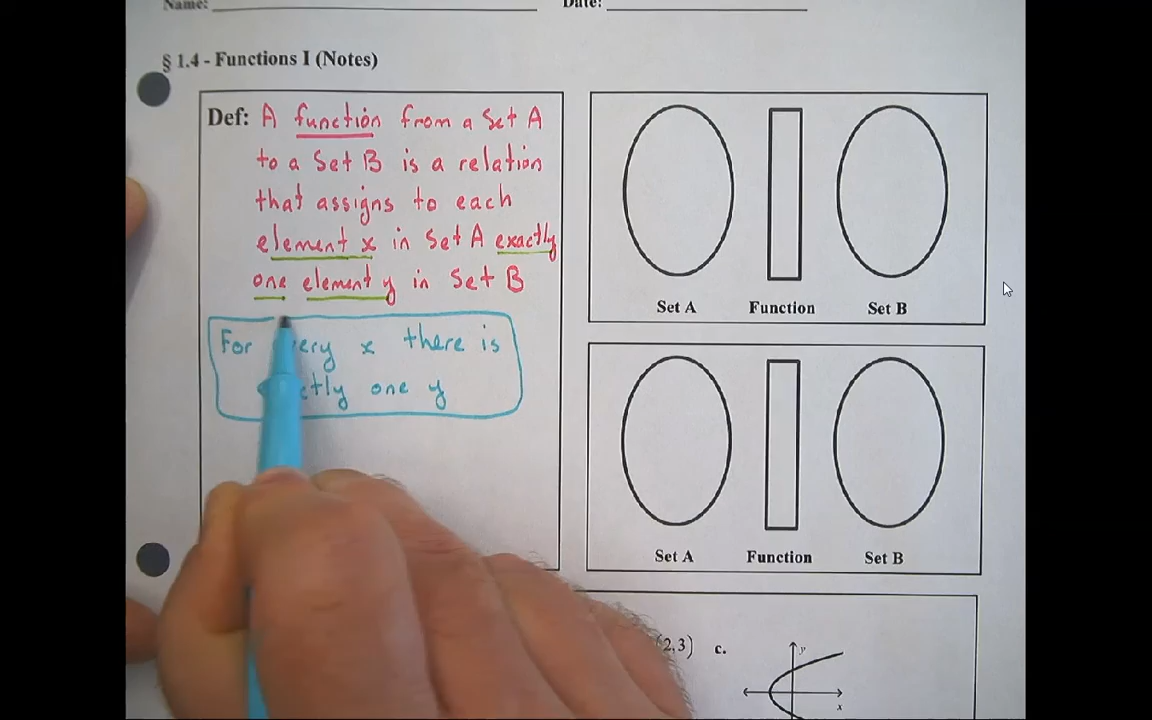 Name: Date:
§ 1.4 - Functions I (Notes)
Def: A function from a Set A
to a Set B is a relation
that assigns to each
element x in Set A exactly
one element y in Set B
For x there is
one y
Set A Function Set B
Set A Function Set B
2,3) c.
y
x